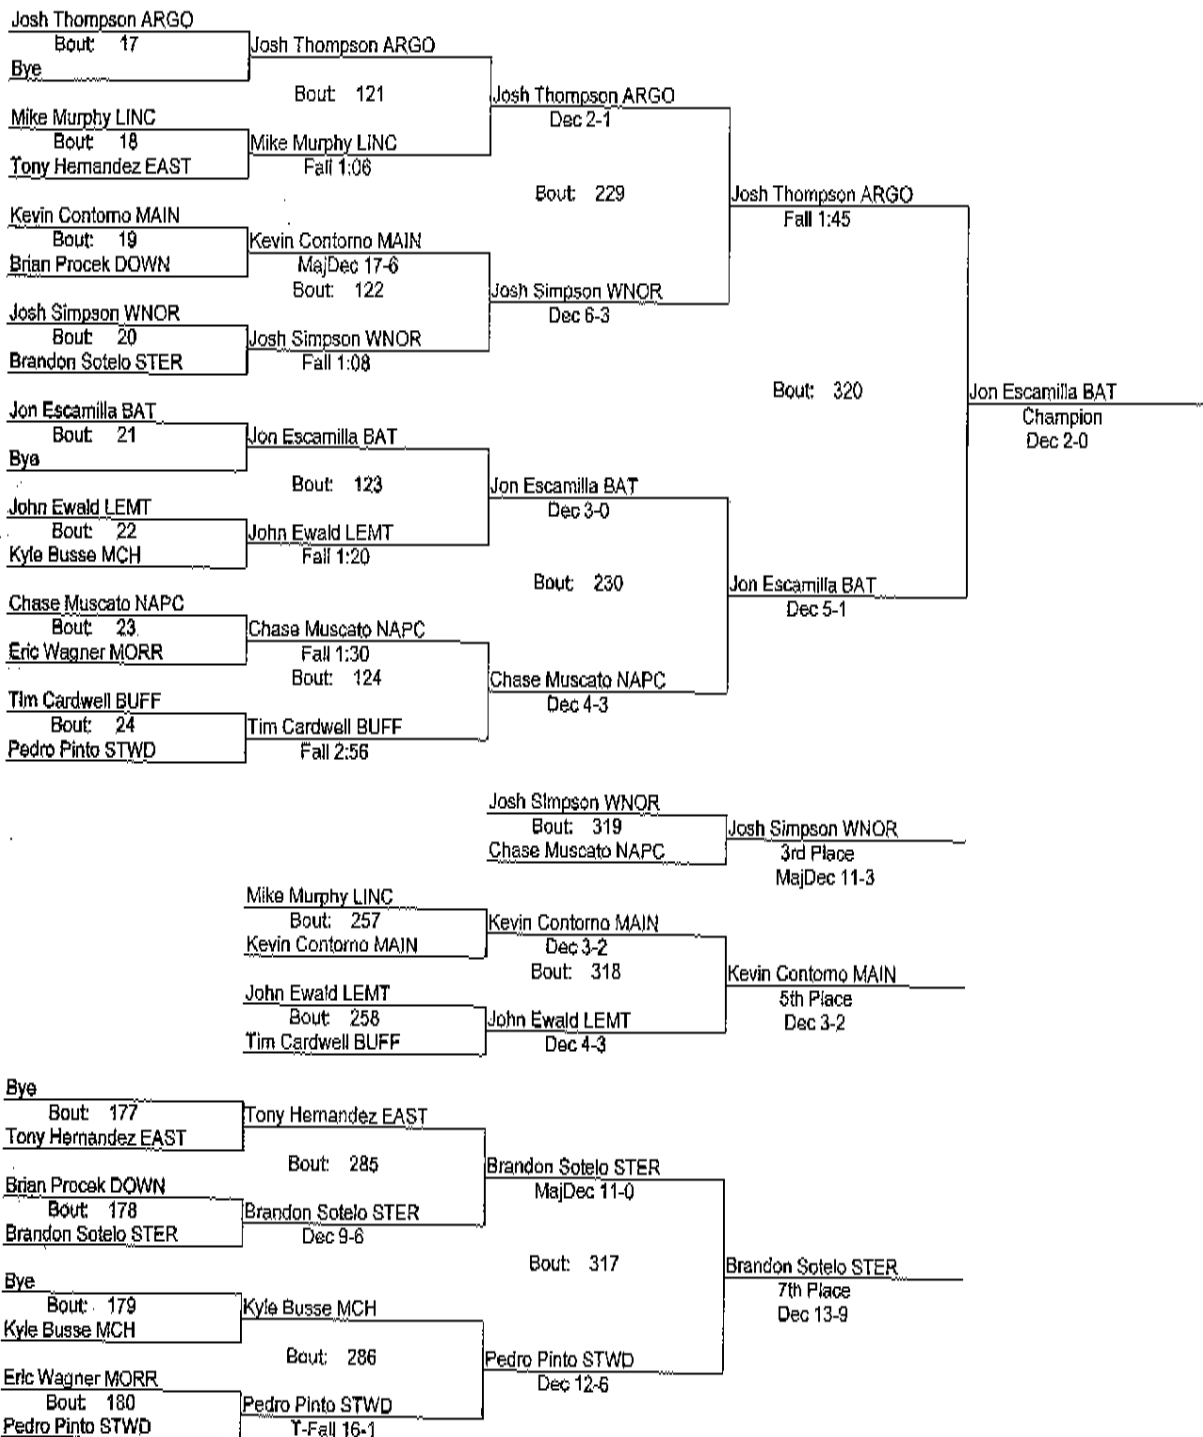 Josh Thompson ARGO
Bout: 17
Bye
Josh Thompson ARGO
Bout: 121
Mike Murphy LINC
Bout: 18
Tony Hernandez EAST
Mike Murphy LINC
Fall 1:06
Josh Thompson ARGO
Dec 2-1
Bout: 229
Kevin Contorno MAIN
Bout: 19
Brian Procek DOWN
Kevin Contorno MAIN
MajDec 17-6
Bout: 122
Josh Simpson WNOR
Bout: 20
Brandon Sotelo STER
Josh Simpson WNOR
Fall 1:08
Josh Simpson WNOR
Dec 6-3
Josh Thompson ARGO
Fall 1:45
Bout: 320
Jon Escamilla BAT
Champion
Dec 2-0
Jon Escamilla BAT
Bout: 21
Bye
Jon Escamilla BAT
Bout: 123
John Ewald LEMT
Bout: 22
Kyle Busse MCH
John Ewald LEMT
Fall 1:20
Jon Escamilla BAT
Dec 3-0
Bout: 230
Chase Muscato NAPC
Bout: 23
Eric Wagner MORR
Chase Muscato NAPC
Fall 1:30
Bout: 124
Tim Cardwell BUFF
Bout: 24
Pedro Pinto STWD
Tim Cardwell BUFF
Fall 2:56
Chase Muscato NAPC
Dec 4-3
Jon Escamilla BAT
Dec 5-1
Josh Simpson WNOR
Bout: 319
Chase Muscato NAPC
Josh Simpson WNOR
3rd Place
MajDec 11-3
Mike Murphy LINC
Bout: 257
Kevin Contorno MAIN
Kevin Contorno MAIN
Dec 3-2
Bout: 318
John Ewald LEMT
Bout: 258
Tim Cardwell BUFF
John Ewald LEMT
Dec 4-3
Kevin Contorno MAIN
5th Place
Dec 3-2
Bye
Bout: 177
Tony Hernandez EAST
Tony Hernandez EAST
Bout: 285
Brian Procek DOWN
Bout: 178
Brandon Sotelo STER
Brandon Sotelo STER
Dec 9-6
Brandon Sotelo STER
MajDec 11-0
Bout: 317
Bye
Bout: 179
Kyle Busse MCH
Kyle Busse MCH
Bout: 286
Eric Wagner MORR
Bout: 180
Pedro Pinto STWD
Pedro Pinto STWD
T-Fall 16-1
Pedro Pinto STWD
Dec 12-6
Brandon Sotelo STER
7th Place
Dec 13-9